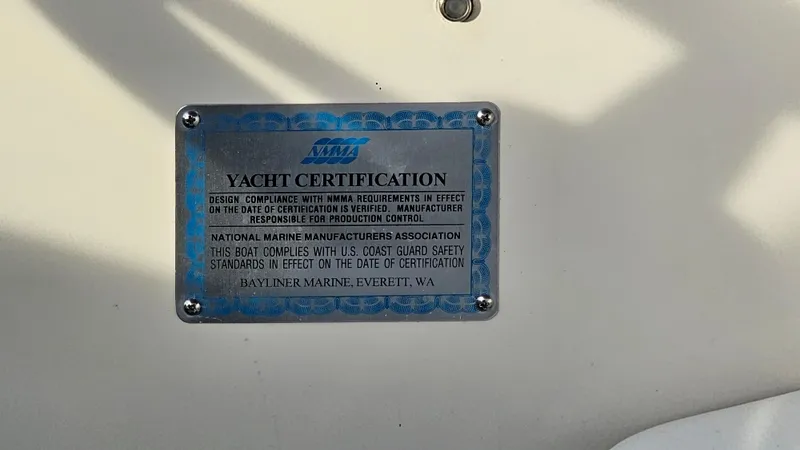 NMMA
YACHT CERTIFICATION
DESIGN COMPLIANCE WITH NMMA REQUIREMENTS IN EFFECT
ON THE DATE OF CERTIFICATION IS VERIFIED. MANUFACTURER
RESPONSIBLE FOR PRODUCTION CONTROL
NATIONAL MARINE MANUFACTURERS ASSOCIATION
THIS BOAT COMPLIES WITH U.S. COAST GUARD SAFETY
STANDARDS IN EFFECT ON THE DATE OF CERTIFICATION
BAYLINER MARINE, EVERETT, WA